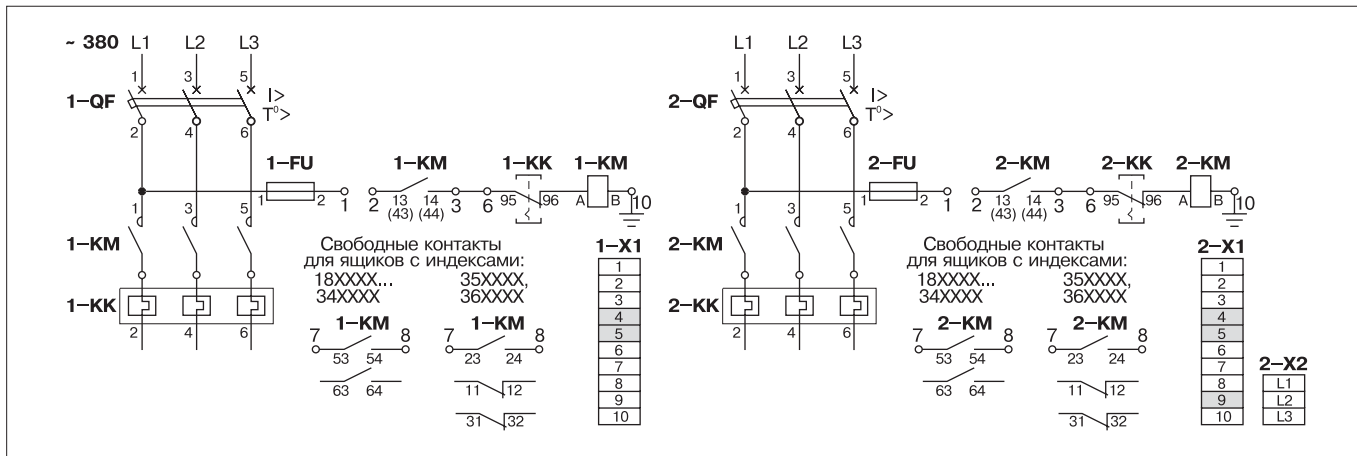 ~ 380 L1 L2 L3
1 3 5
1–QF I>
T⁰>
2 4 6
1–FU 1–KM 1–KK 1–KM
1 2 1 2 13 14 3 6 95 96 A B 10
(43) (44)
1 3 5
1–KM
1–KK
2 4 6
Свободные контакты
для ящиков с индексами:
18XXXX... 35XXXX,
34XXXX 36XXXX
1–KM 1–KM
7 8 7 8
53 54 23 24
63 64 11 12
31 32
1–X1
1
2
3
4
5
6
7
8
9
10
L1 L2 L3
1 3 5
2–QF I>
T⁰>
2 4 6
2–FU 2–KM 2–KK 2–KM
1 2 1 2 13 14 3 6 95 96 A B 10
(43) (44)
1 3 5
2–KM
2–KK
2 4 6
Свободные контакты
для ящиков с индексами:
18XXXX... 35XXXX,
34XXXX 36XXXX
2–KM 2–KM
7 8 7 8
53 54 23 24
63 64 11 12
31 32
2–X1
1
2
3
4
5
6
7
8
9
10
2–X2
L1
L2
L3